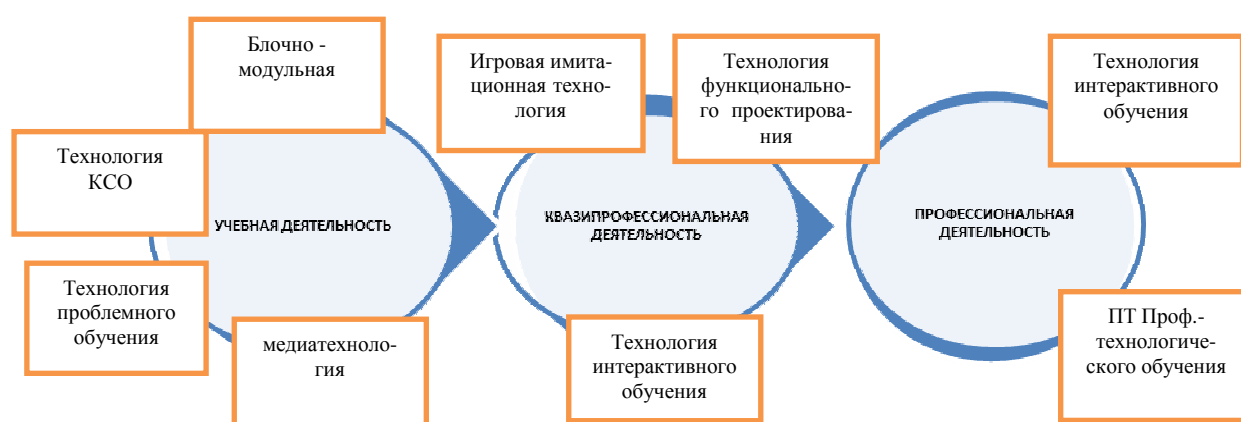 Блочно -
модульная
Технология
КСО
УЧЕБНАЯ ДЕЯТЕЛЬНОСТЬ
Технология
проблемного
обучения
медиатехноло-
гия
Игровая имита-
ционная техно-
логия
Технология
функционально-
го проектирова-
ния
КВАЗИПРОФЕССИОНАЛЬНАЯ
ДЕЯТЕЛЬНОСТЬ
Технология
интерактивного
обучения
Технология
интерактивного
обучения
ПРОФЕССИОНАЛЬНАЯ
ДЕЯТЕЛЬНОСТЬ
ПТ Проф.-
технологиче-
ского обучения